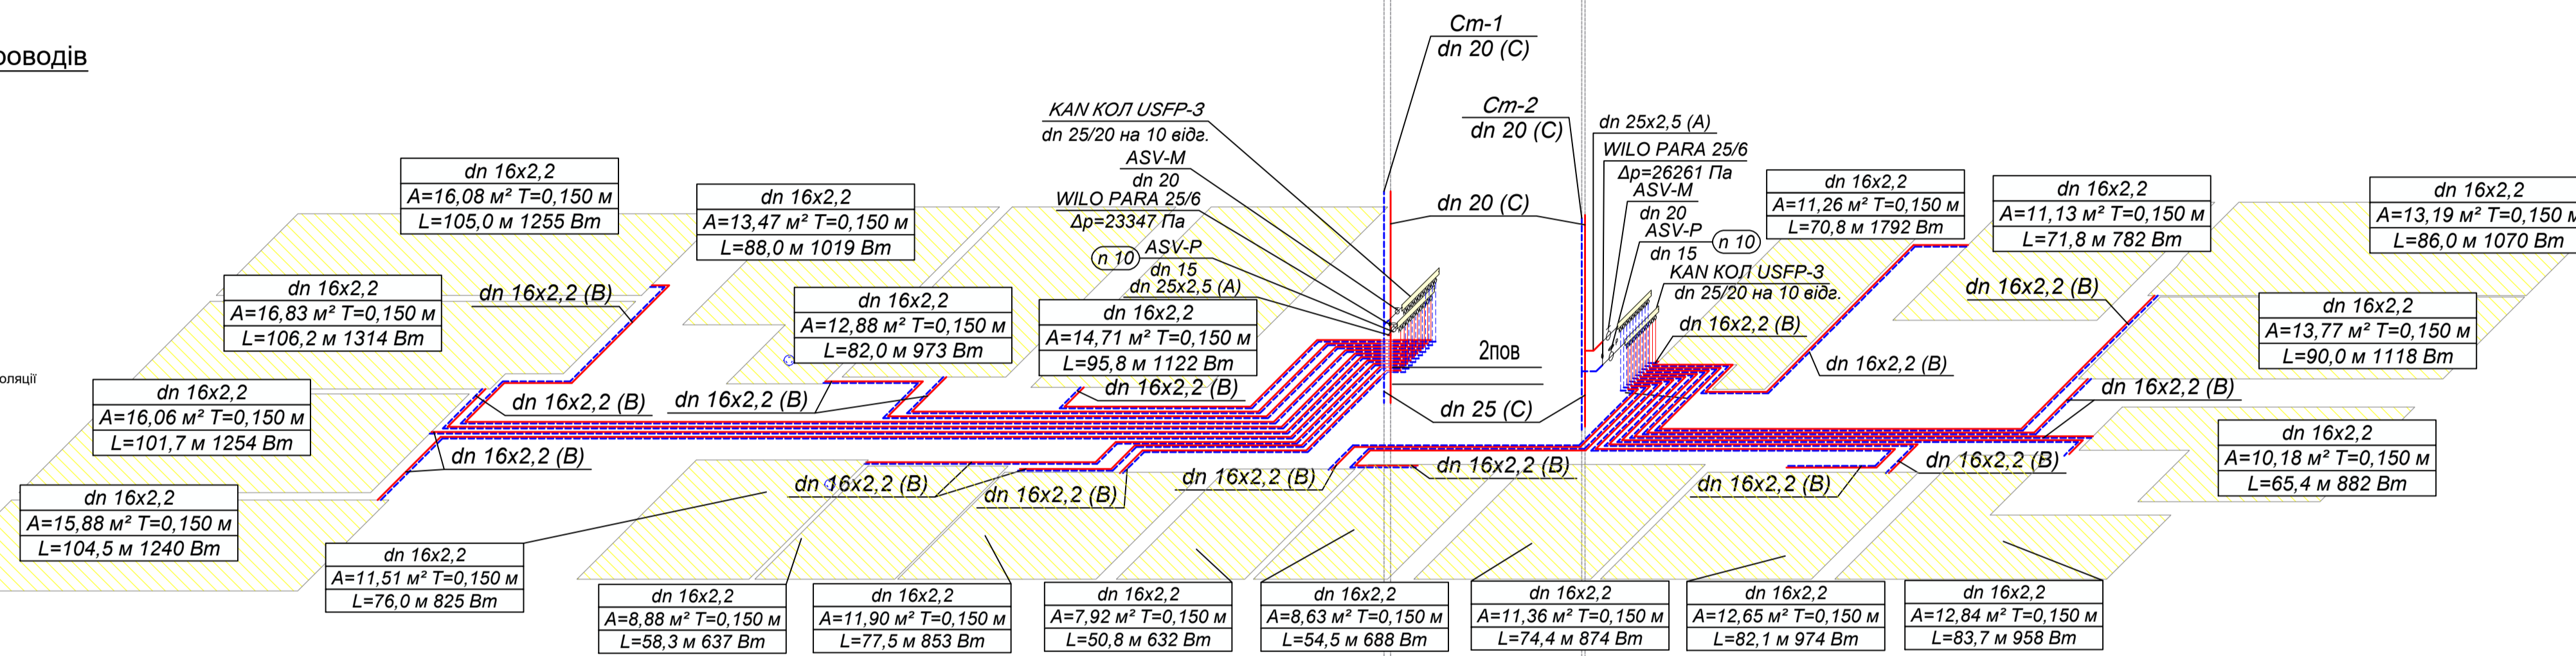 роводів
оляції
Ст-1
dn 20 (С)
Ст-2
dn 20 (С)
KAN КОЛ USFP-3
dn 25/20 на 10 відг.
ASV-M
dn 20
WILO PARA 25/6
Δp=23347 Па
п 10
ASV-P
dn 15
dn 25x2,5 (А)
dn 20 (С)
2пов
dn 25 (С)
dn 25x2,5 (А)
WILO PARA 25/6
Δp=26261 Па
ASV-M
dn 20
ASV-P
п 10
dn 15
KAN КОЛ USFP-3
dn 25/20 на 10 відг.
dn 16x2,2 (В)
dn 16x2,2
A=16,08 м² T=0,150 м
L=105,0 м 1255 Вт
dn 16x2,2
A=13,47 м² T=0,150 м
L=88,0 м 1019 Вт
dn 16x2,2
A=16,83 м² T=0,150 м
L=106,2 м 1314 Вт
dn 16x2,2 (В)
dn 16x2,2
A=12,88 м² T=0,150 м
L=82,0 м 973 Вт
dn 16x2,2
A=14,71 м² T=0,150 м
L=95,8 м 1122 Вт
dn 16x2,2 (В)
dn 16x2,2
A=16,06 м² T=0,150 м
L=101,7 м 1254 Вт
dn 16x2,2 (В)
dn 16x2,2 (В)
dn 16x2,2 (В)
dn 16x2,2
A=15,88 м² T=0,150 м
L=104,5 м 1240 Вт
dn 16x2,2 (В)
dn 16x2,2 (В)
dn 16x2,2 (В)
dn 16x2,2 (В)
dn 16x2,2
A=11,26 м² T=0,150 м
L=70,8 м 1792 Вт
dn 16x2,2
A=11,13 м² T=0,150 м
L=71,8 м 782 Вт
dn 16x2,2
A=13,19 м² T=0,150 м
L=86,0 м 1070 Вт
dn 16x2,2 (В)
dn 16x2,2
A=13,77 м² T=0,150 м
L=90,0 м 1118 Вт
dn 16x2,2 (В)
dn 16x2,2 (В)
dn 16x2,2
A=10,18 м² T=0,150 м
L=65,4 м 882 Вт
dn 16x2,2 (В)
dn 16x2,2 (В)
dn 16x2,2
A=11,51 м² T=0,150 м
L=76,0 м 825 Вт
dn 16x2,2
A=8,88 м² T=0,150 м
L=58,3 м 637 Вт
dn 16x2,2
A=11,90 м² T=0,150 м
L=77,5 м 853 Вт
dn 16x2,2
A=7,92 м² T=0,150 м
L=50,8 м 632 Вт
dn 16x2,2
A=8,63 м² T=0,150 м
L=54,5 м 688 Вт
dn 16x2,2
A=11,36 м² T=0,150 м
L=74,4 м 874 Вт
dn 16x2,2
A=12,65 м² T=0,150 м
L=82,1 м 974 Вт
dn 16x2,2
A=12,84 м² T=0,150 м
L=83,7 м 958 Вт